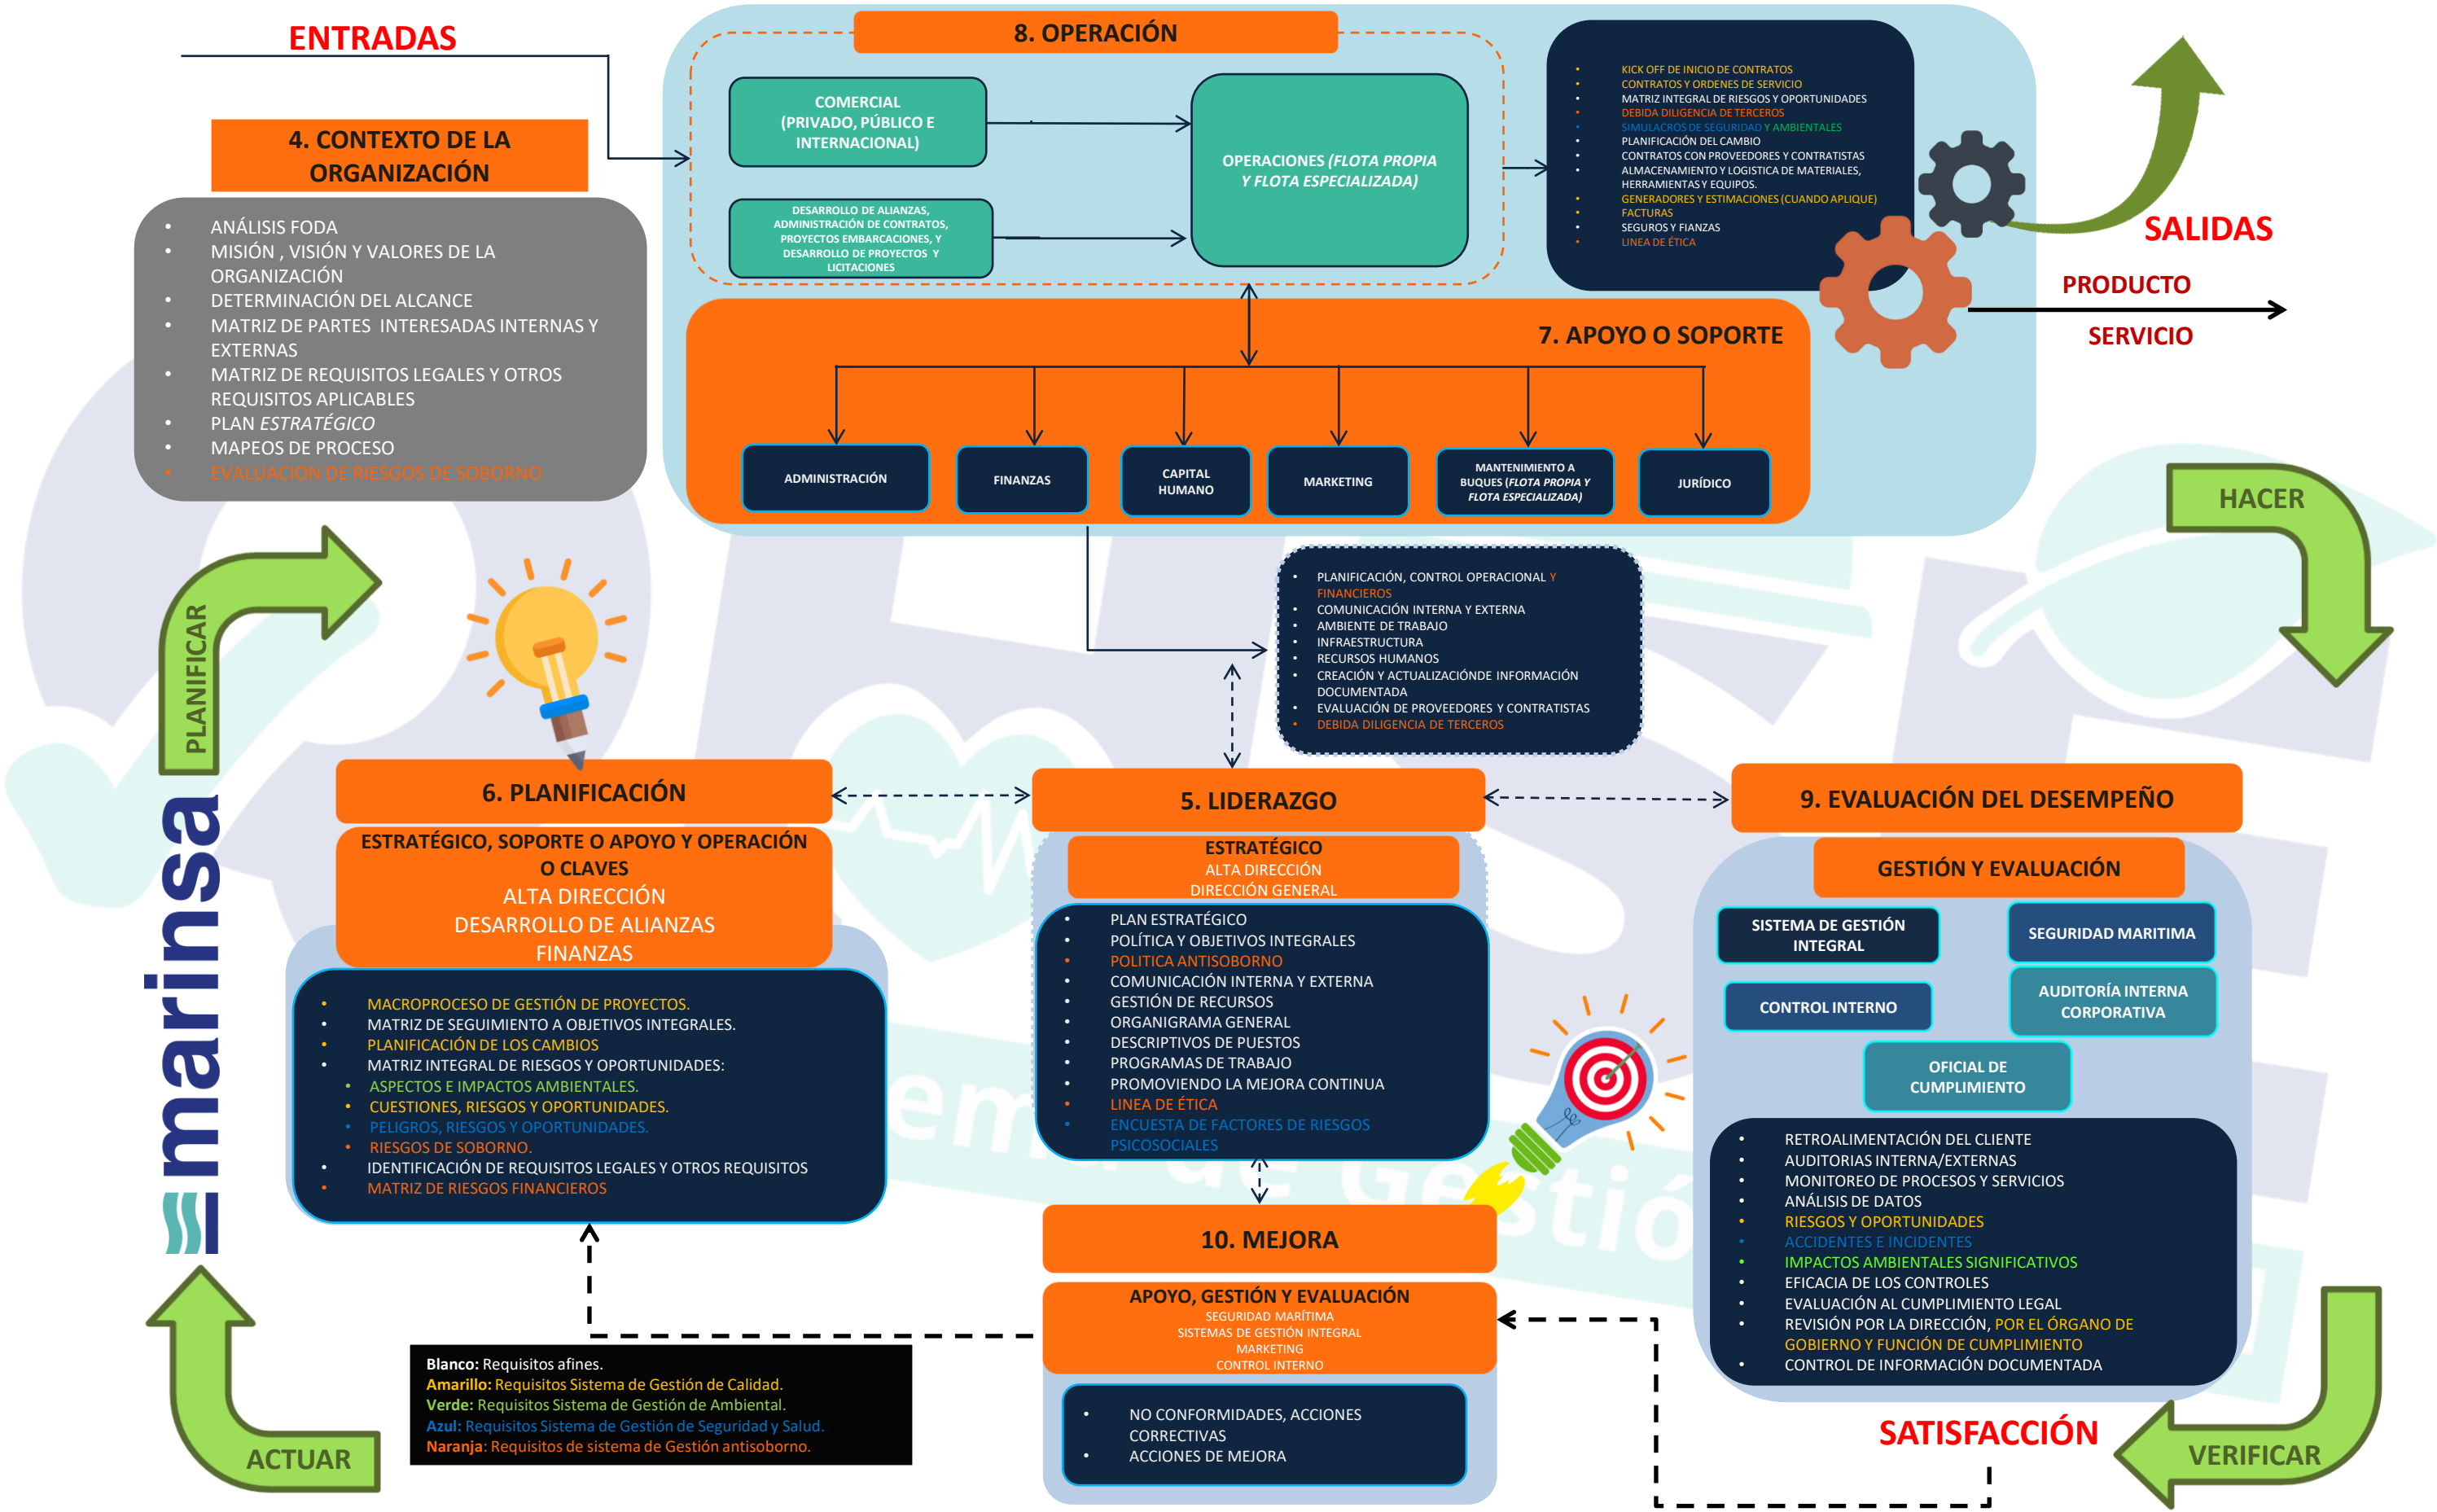 ENTRADAS
4. CONTEXTO DE LA
ORGANIZACIÓN
• ANÁLISIS FODA
• MISIÓN , VISIÓN Y VALORES DE LA
ORGANIZACIÓN
• DETERMINACIÓN DEL ALCANCE
• MATRIZ DE PARTES INTERESADAS INTERNAS Y
EXTERNAS
• MATRIZ DE REQUISITOS LEGALES Y OTROS
REQUISITOS APLICABLES
• PLAN ESTRATÉGICO
• MAPEOS DE PROCESO
• EVALUACION DE RIESGOS DE SOBORNO
8. OPERACIÓN
COMERCIAL
(PRIVADO, PÚBLICO E
INTERNACIONAL)
DESARROLLO DE ALIANZAS,
ADMINISTRACIÓN DE CONTRATOS,
PROYECTOS EMBARCACIONES, Y
DESARROLLO DE PROYECTOS Y
LICITACIONES
OPERACIONES (FLOTA PROPIA
Y FLOTA ESPECIALIZADA)
• KICK OFF DE INICIO DE CONTRATOS
• CONTRATOS Y ORDENES DE SERVICIO
• MATRIZ INTEGRAL DE RIESGOS Y OPORTUNIDADES
• DEBIDA DILIGENCIA DE TERCEROS
• SIMULACROS DE SEGURIDAD Y AMBIENTALES
• PLANIFICACIÓN DEL CAMBIO
• CONTRATOS CON PROVEEDORES Y CONTRATISTAS
• ALMACENAMIENTO Y LOGISTICA DE MATERIALES,
HERRAMIENTAS Y EQUIPOS.
• GENERADORES Y ESTIMACIONES (CUANDO APLIQUE)
• FACTURAS
• SEGUROS Y FIANZAS
• LINEA DE ÉTICA
SALIDAS
PRODUCTO
SERVICIO
7. APOYO O SOPORTE
ADMINISTRACIÓN
FINANZAS
CAPITAL
HUMANO
MARKETING
MANTENIMIENTO A
BUQUES (FLOTA PROPIA Y
FLOTA ESPECIALIZADA)
JURÍDICO
HACER
• PLANIFICACIÓN, CONTROL OPERACIONAL Y
FINANCIEROS
• COMUNICACIÓN INTERNA Y EXTERNA
• AMBIENTE DE TRABAJO
• INFRAESTRUCTURA
• RECURSOS HUMANOS
• CREACIÓN Y ACTUALIZACIÓNDE INFORMACIÓN
DOCUMENTADA
• EVALUACIÓN DE PROVEEDORES Y CONTRATISTAS
• DEBIDA DILIGENCIA DE TERCEROS
PLANIFICAR
marinsa
6. PLANIFICACIÓN
ESTRATÉGICO, SOPORTE O APOYO Y OPERACIÓN
O CLAVES
ALTA DIRECCIÓN
DESARROLLO DE ALIANZAS
FINANZAS
• MACROPROCESO DE GESTIÓN DE PROYECTOS.
• MATRIZ DE SEGUIMIENTO A OBJETIVOS INTEGRALES.
• PLANIFICACIÓN DE LOS CAMBIOS
• MATRIZ INTEGRAL DE RIESGOS Y OPORTUNIDADES:
• ASPECTOS E IMPACTOS AMBIENTALES.
• CUESTIONES, RIESGOS Y OPORTUNIDADES.
• PELIGROS, RIESGOS Y OPORTUNIDADES.
• RIESGOS DE SOBORNO.
• IDENTIFICACIÓN DE REQUISITOS LEGALES Y OTROS REQUISITOS
• MATRIZ DE RIESGOS FINANCIEROS
5. LIDERAZGO
ESTRATÉGICO
ALTA DIRECCIÓN
DIRECCIÓN GENERAL
• PLAN ESTRATÉGICO
• POLÍTICA Y OBJETIVOS INTEGRALES
• POLITICA ANTISOBORNO
• COMUNICACIÓN INTERNA Y EXTERNA
• GESTIÓN DE RECURSOS
• ORGANIGRAMA GENERAL
• DESCRIPTIVOS DE PUESTOS
• PROGRAMAS DE TRABAJO
• PROMOVIENDO LA MEJORA CONTINUA
• LINEA DE ÉTICA
• ENCUESTA DE FACTORES DE RIESGOS
PSICOSOCIALES
9. EVALUACIÓN DEL DESEMPEÑO
GESTIÓN Y EVALUACIÓN
SISTEMA DE GESTIÓN
INTEGRAL
SEGURIDAD MARITIMA
CONTROL INTERNO
AUDITORÍA INTERNA
CORPORATIVA
OFICIAL DE
CUMPLIMIENTO
• RETROALIMENTACIÓN DEL CLIENTE
• AUDITORIAS INTERNA/EXTERNAS
• MONITOREO DE PROCESOS Y SERVICIOS
• ANÁLISIS DE DATOS
• RIESGOS Y OPORTUNIDADES
• ACCIDENTES E INCIDENTES
• IMPACTOS AMBIENTALES SIGNIFICATIVOS
• EFICACIA DE LOS CONTROLES
• EVALUACIÓN AL CUMPLIMIENTO LEGAL
• REVISIÓN POR LA DIRECCIÓN, POR EL ÓRGANO DE
GOBIERNO Y FUNCIÓN DE CUMPLIMIENTO
• CONTROL DE INFORMACIÓN DOCUMENTADA
10. MEJORA
APOYO, GESTIÓN Y EVALUACIÓN
SEGURIDAD MARÍTIMA
SISTEMAS DE GESTIÓN INTEGRAL
MARKETING
CONTROL INTERNO
• NO CONFORMIDADES, ACCIONES
CORRECTIVAS
• ACCIONES DE MEJORA
Blanco: Requisitos afines.
Amarillo: Requisitos Sistema de Gestión de Calidad.
Verde: Requisitos Sistema de Gestión de Ambiental.
Azul: Requisitos Sistema de Gestión de Seguridad y Salud.
Naranja: Requisitos de sistema de Gestión antisoborno.
ACTUAR
SATISFACCIÓN
VERIFICAR